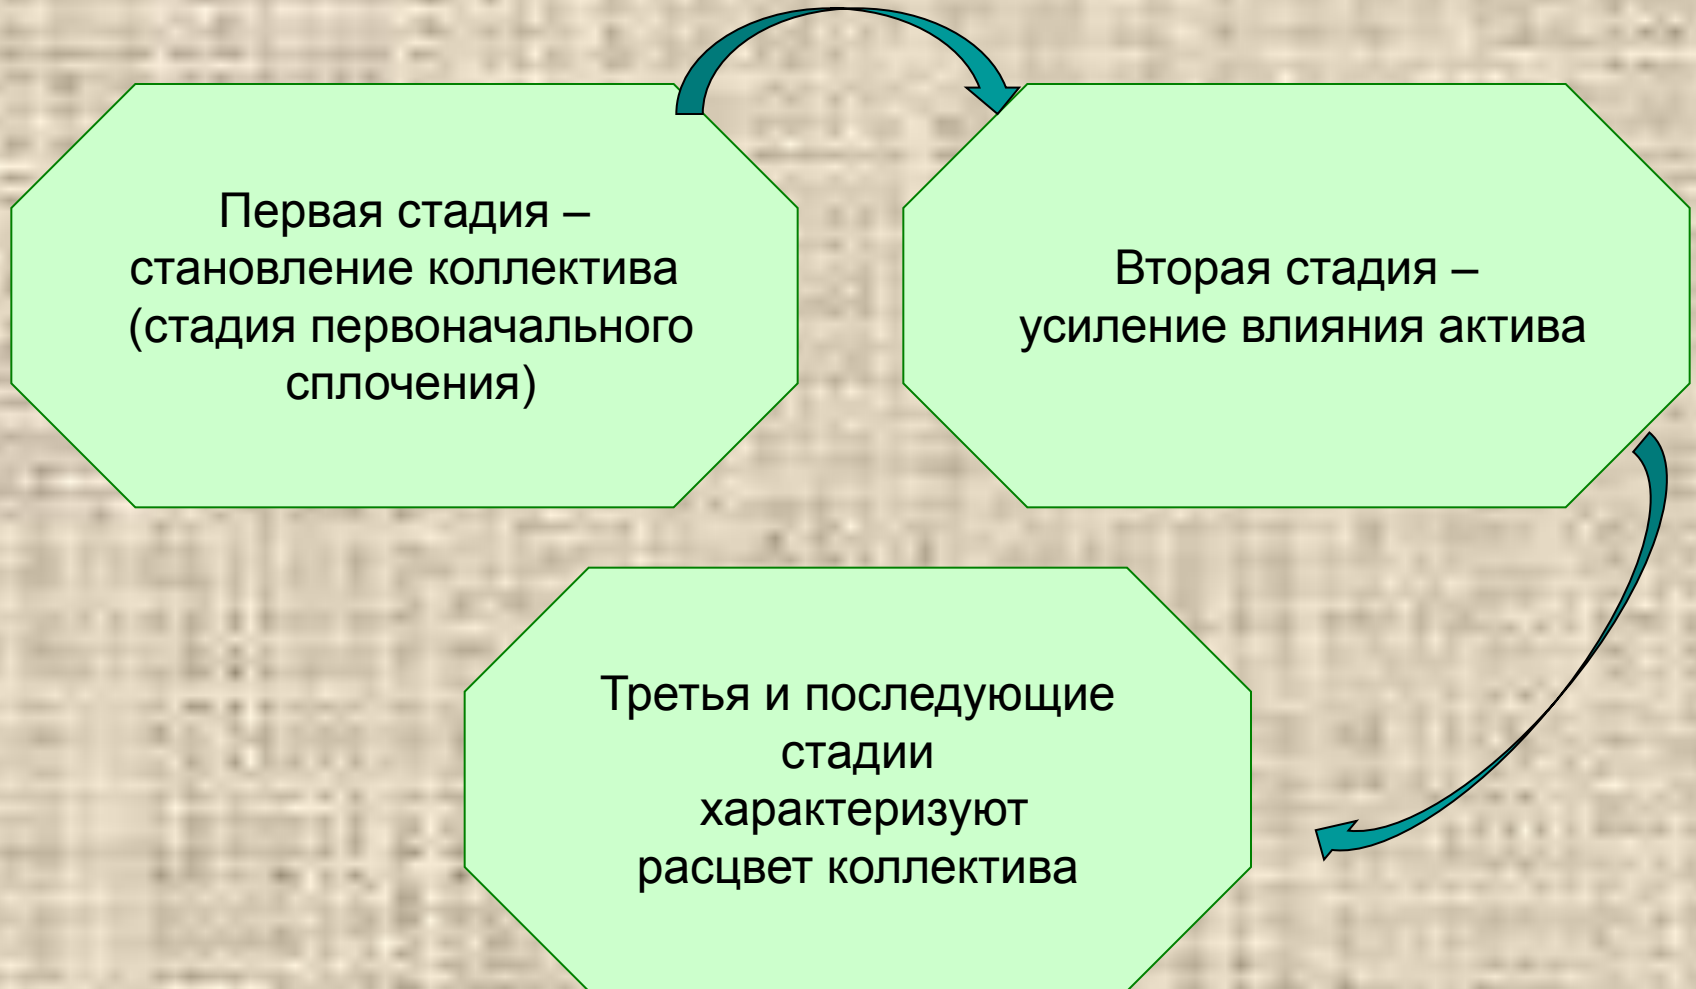 Первая стадия –
становление коллектива
(стадия первоначального
сплочения)
Вторая стадия –
усиление влияния актива
Третья и последующие
стадии
характеризуют
расцвет коллектива